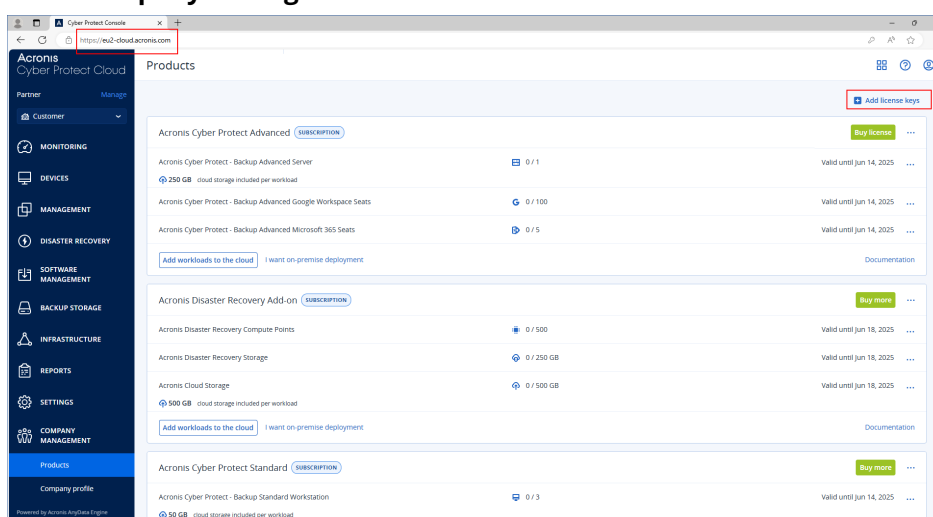 Cyber Protect Console
https://eu2-cloud.acronis.com
Acronis
Cyber Protect Cloud
Partner
Manage
Customer
MONITORING
DEVICES
MANAGEMENT
DISASTER RECOVERY
SOFTWARE
MANAGEMENT
BACKUP STORAGE
INFRASTRUCTURE
REPORTS
SETTINGS
COMPANY
MANAGEMENT
Products
Company profile
Powered by Acronis AnyData Engine
Products
Add license keys
Acronis Cyber Protect Advanced SUBSCRIPTION
Buy license
Acronis Cyber Protect - Backup Advanced Server 0 / 1 Valid until Jun 14, 2025
250 GB cloud storage included per workload
Acronis Cyber Protect - Backup Advanced Google Workspace Seats 0 / 100 Valid until Jun 14, 2025
Acronis Cyber Protect - Backup Advanced Microsoft 365 Seats 0 / 5 Valid until Jun 14, 2025
Add workloads to the cloud I want on-premise deployment Documentation
Acronis Disaster Recovery Add-on SUBSCRIPTION
Buy more
Acronis Disaster Recovery Compute Points 0 / 500 Valid until Jun 18, 2025
Acronis Disaster Recovery Storage 0 / 250 GB Valid until Jun 18, 2025
Acronis Cloud Storage 0 / 500 GB Valid until Jun 18, 2025
500 GB cloud storage included per workload
Add workloads to the cloud I want on-premise deployment Documentation
Acronis Cyber Protect Standard SUBSCRIPTION
Buy more
Acronis Cyber Protect - Backup Standard Workstation 0 / 3 Valid until Jun 14, 2025
50 GB cloud storage included per workload